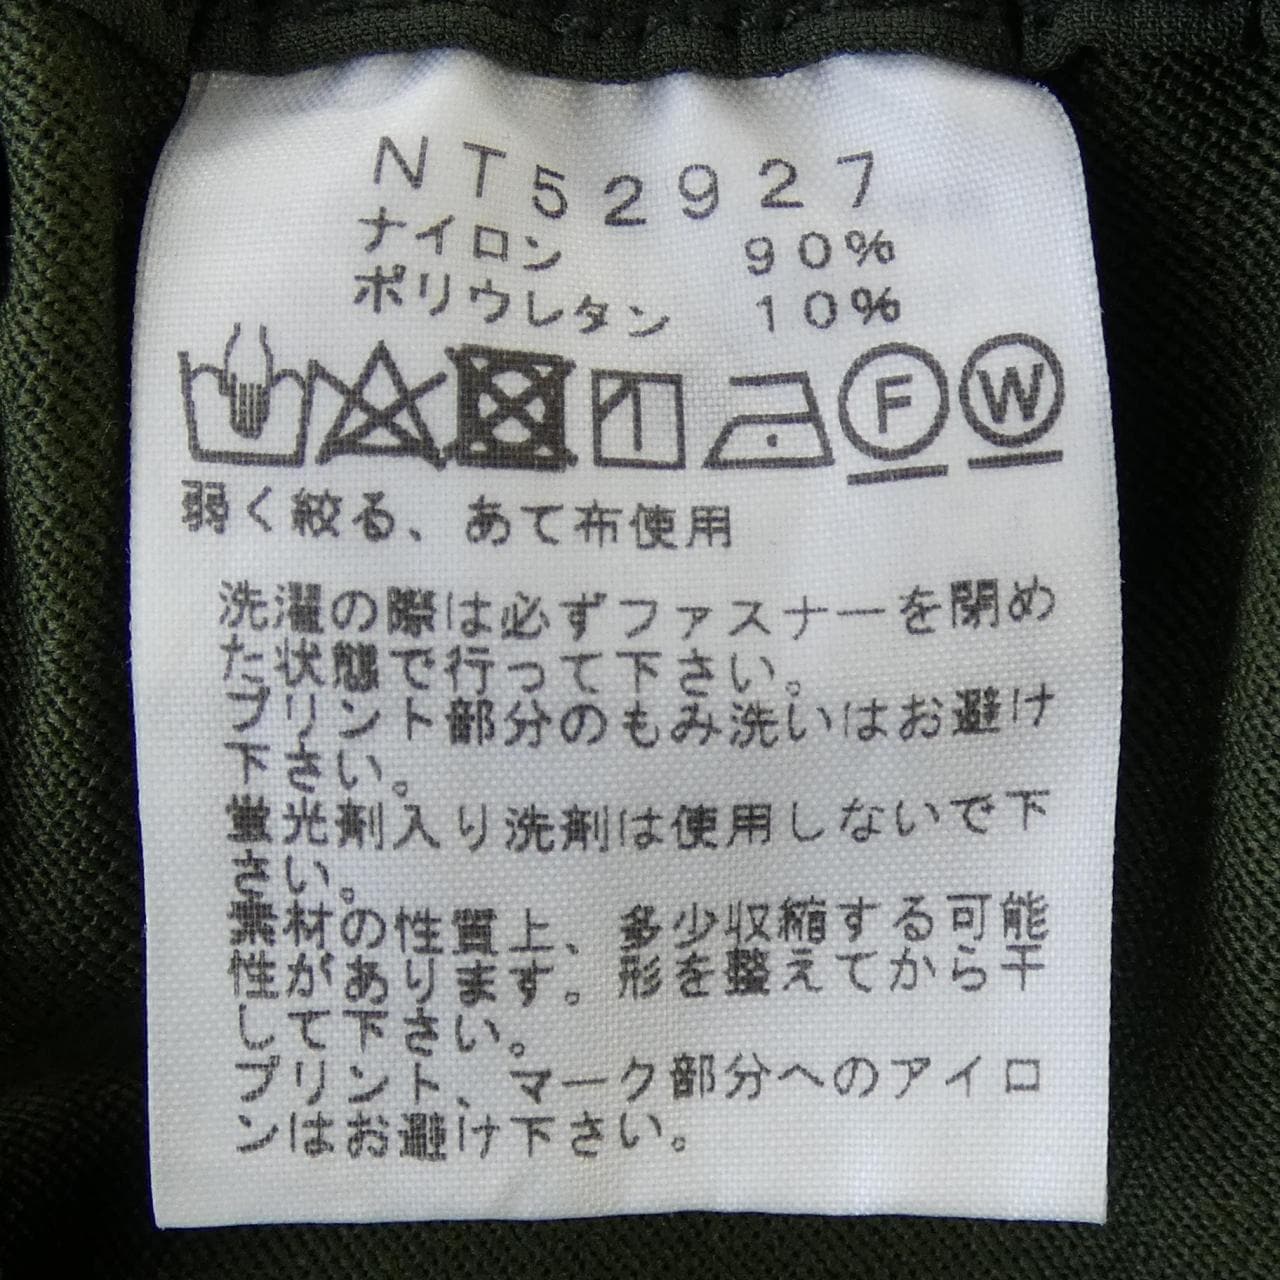 NT52927
ナイロン 90%
ポリウレタン 10%
F W
弱く絞る、あて布使用
洗濯の際は必ずファスナーを閉め
た状態で行って下さい。
プリント部分のもみ洗いはお避け
下さい。
蛍光剤入り洗剤は使用しないで下
さい。
素材の性質上、多少収縮する可能
性があります。形を整えてから干
して下さい。
プリント、マーク部分へのアイロ
ンはお避け下さい。